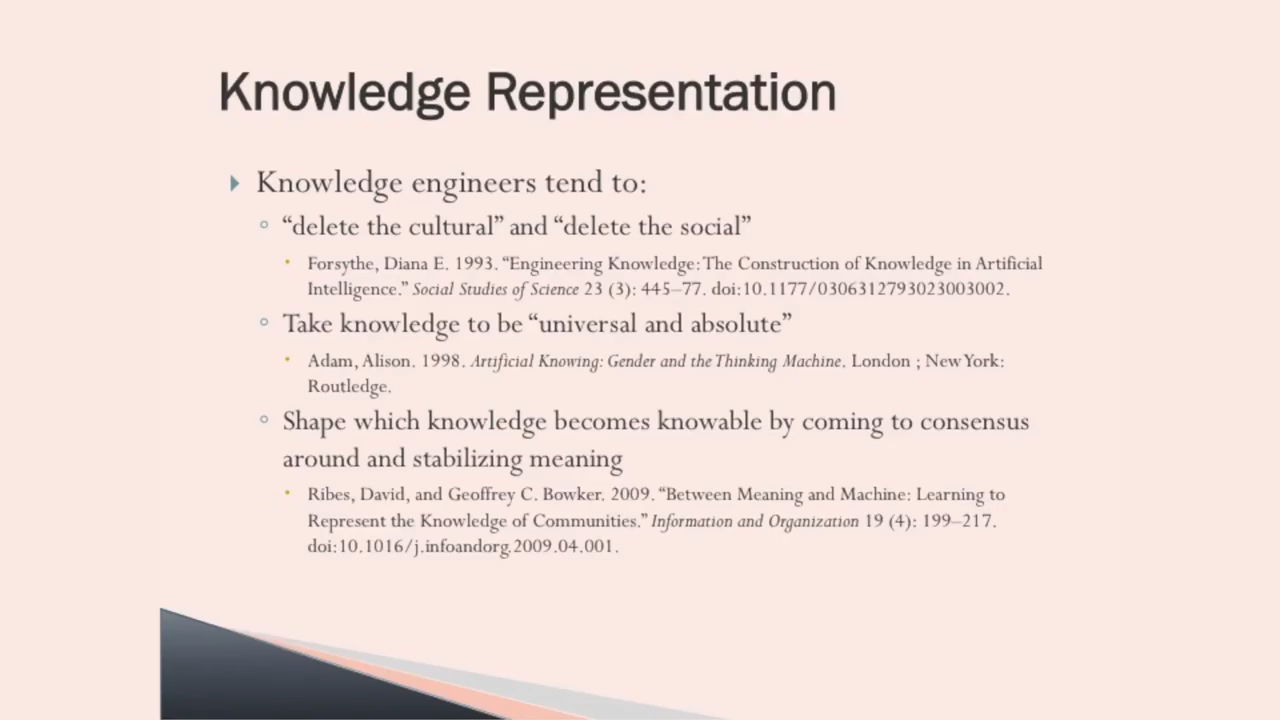 Knowledge Representation
Knowledge engineers tend to:
“delete the cultural” and “delete the social”
Forsythe, Diana E. 1993. “Engineering Knowledge: The Construction of Knowledge in Artificial
Intelligence.” Social Studies of Science 23 (3): 445–77. doi:10.1177/0306312793023003002.
Take knowledge to be “universal and absolute”
Adam, Alison. 1998. Artificial Knowing: Gender and the Thinking Machine. London ; New York:
Routledge.
Shape which knowledge becomes knowable by coming to consensus
around and stabilizing meaning
Ribes, David, and Geoffrey C. Bowker. 2009. “Between Meaning and Machine: Learning to
Represent the Knowledge of Communities.” Information and Organization 19 (4): 199–217.
doi:10.1016/j.infoandorg.2009.04.001.